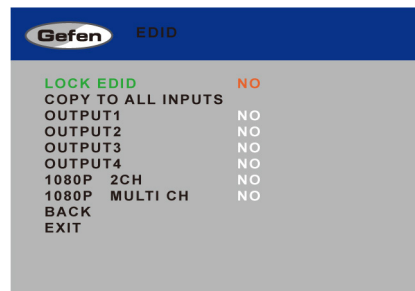 Gefen EDID
LOCK EDID NO
COPY TO ALL INPUTS
OUTPUT1 NO
OUTPUT2 NO
OUTPUT3 NO
OUTPUT4 NO
1080P 2CH NO
1080P MULTI CH NO
BACK
EXIT